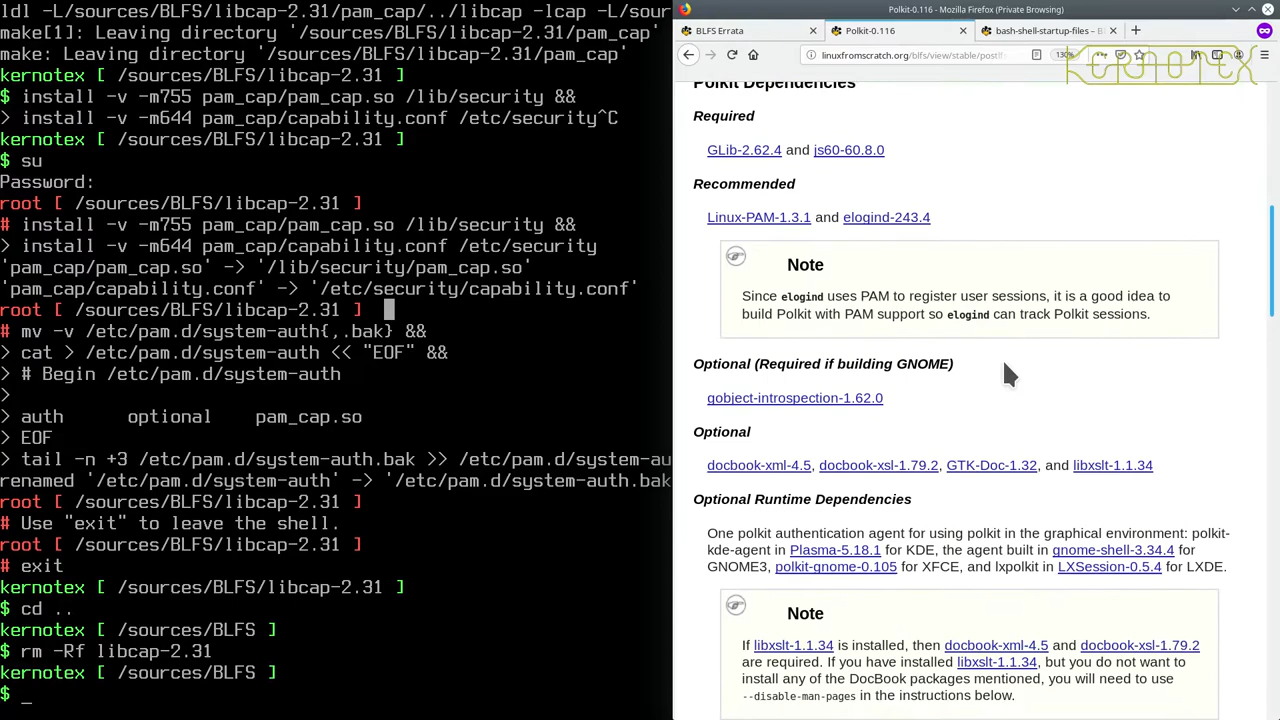 ldl -L/sources/BLFS/libcap-2.31/pam_cap/../libcap -lcap -L/sour
make[1]: Leaving directory '/sources/BLFS/libcap-2.31/pam_cap'
make: Leaving directory '/sources/BLFS/libcap-2.31/pam_cap'
kernotex [ /sources/BLFS/libcap-2.31 ]
$ install -v -m755 pam_cap/pam_cap.so /lib/security &&
> install -v -m644 pam_cap/capability.conf /etc/security^C
kernotex [ /sources/BLFS/libcap-2.31 ]
$ su
Password:
root [ /sources/BLFS/libcap-2.31 ]
# install -v -m755 pam_cap/pam_cap.so /lib/security &&
> install -v -m644 pam_cap/capability.conf /etc/security
'pam_cap/pam_cap.so' -> '/lib/security/pam_cap.so'
'pam_cap/capability.conf' -> '/etc/security/capability.conf'
root [ /sources/BLFS/libcap-2.31 ]
# mv -v /etc/pam.d/system-auth{,.bak} &&
> cat > /etc/pam.d/system-auth << "EOF" &&
> # Begin /etc/pam.d/system-auth
>
> auth      optional    pam_cap.so
> EOF
> tail -n +3 /etc/pam.d/system-auth.bak >> /etc/pam.d/system-au
renamed '/etc/pam.d/system-auth' -> '/etc/pam.d/system-auth.bak
root [ /sources/BLFS/libcap-2.31 ]
# Use "exit" to leave the shell.
root [ /sources/BLFS/libcap-2.31 ]
# exit
kernotex [ /sources/BLFS/libcap-2.31 ]
$ cd ..
kernotex [ /sources/BLFS ]
$ rm -Rf libcap-2.31
kernotex [ /sources/BLFS ]
$ _
Polkit-0.116 - Mozilla Firefox (Private Browsing)
BLFS Errata
Polkit-0.116
bash-shell-startup-files – B
linuxfromscratch.org/blfs/view/stable/postlf
130%
KERNOTEX
Polkit Dependencies
Required
GLib-2.62.4 and js60-60.8.0
Recommended
Linux-PAM-1.3.1 and elogind-243.4
Note
Since elogind uses PAM to register user sessions, it is a good idea to
build Polkit with PAM support so elogind can track Polkit sessions.
Optional (Required if building GNOME)
gobject-introspection-1.62.0
Optional
docbook-xml-4.5, docbook-xsl-1.79.2, GTK-Doc-1.32, and libxslt-1.1.34
Optional Runtime Dependencies
One polkit authentication agent for using polkit in the graphical environment: polkit-
kde-agent in Plasma-5.18.1 for KDE, the agent built in gnome-shell-3.34.4 for
GNOME3, polkit-gnome-0.105 for XFCE, and lxpolkit in LXSession-0.5.4 for LXDE.
Note
If libxslt-1.1.34 is installed, then docbook-xml-4.5 and docbook-xsl-1.79.2
are required. If you have installed libxslt-1.1.34, but you do not want to
install any of the DocBook packages mentioned, you will need to use
--disable-man-pages in the instructions below.